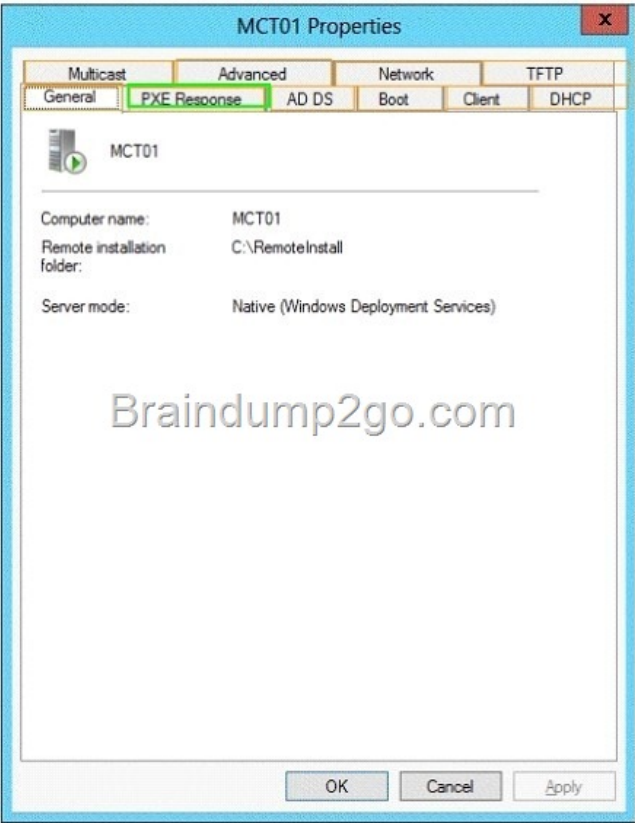 MCT01 Properties
x
Multicast Advanced Network TFTP
General PXE Response AD DS Boot Client DHCP
MCT01
Computer name: MCT01
Remote installation C:\RemoteInstall
folder:
Server mode: Native (Windows Deployment Services)
Braindump2go.com
OK Cancel Apply